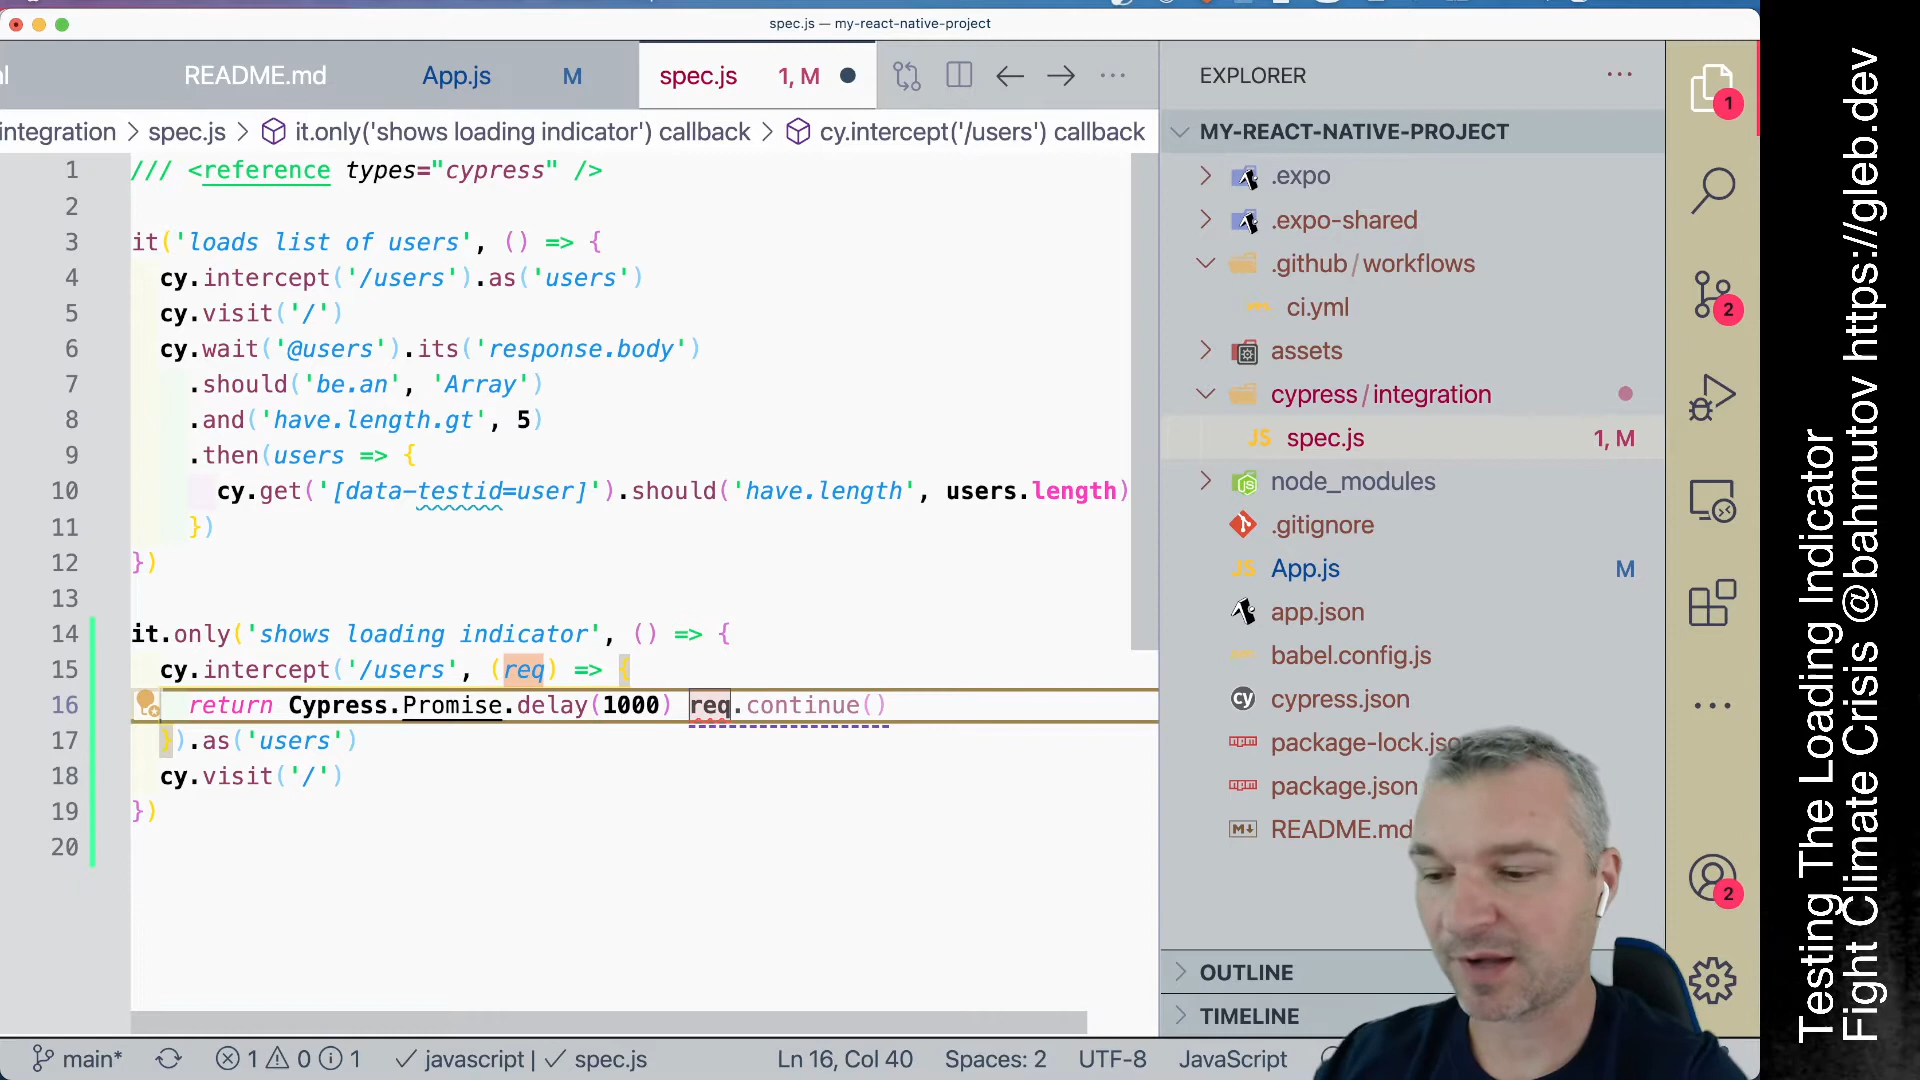 spec.js — my-react-native-project
README.md
App.js
M
spec.js
1, M
integration > spec.js > it.only('shows loading indicator') callback > cy.intercept('/users') callback
1 /// <reference types="cypress" />
2
3 it('loads list of users', () => {
4 cy.intercept('/users').as('users')
5 cy.visit('/')
6 cy.wait('@users').its('response.body')
7 .should('be.an', 'Array')
8 .and('have.length.gt', 5)
9 .then(users => {
10 cy.get('[data-testid=user]').should('have.length', users.length)
11 })
12 })
13
14 it.only('shows loading indicator', () => {
15 cy.intercept('/users', (req) => {
16 return Cypress.Promise.delay(1000) req.continue()
17 }).as('users')
18 cy.visit('/')
19 })
20
EXPLORER
MY-REACT-NATIVE-PROJECT
.expo
.expo-shared
.github/workflows
ci.yml
assets
cypress/integration
JS spec.js 1, M
node_modules
.gitignore
JS App.js M
app.json
babel.config.js
cy cypress.json
package-lock.jso
package.json
M README.md
OUTLINE
TIMELINE
1
2
2
main* 1 0 1 javascript | spec.js Ln 16, Col 40 Spaces: 2 UTF-8 JavaScript
Testing The Loading Indicator
Fight Climate Crisis @bahmutov https://gleb.dev